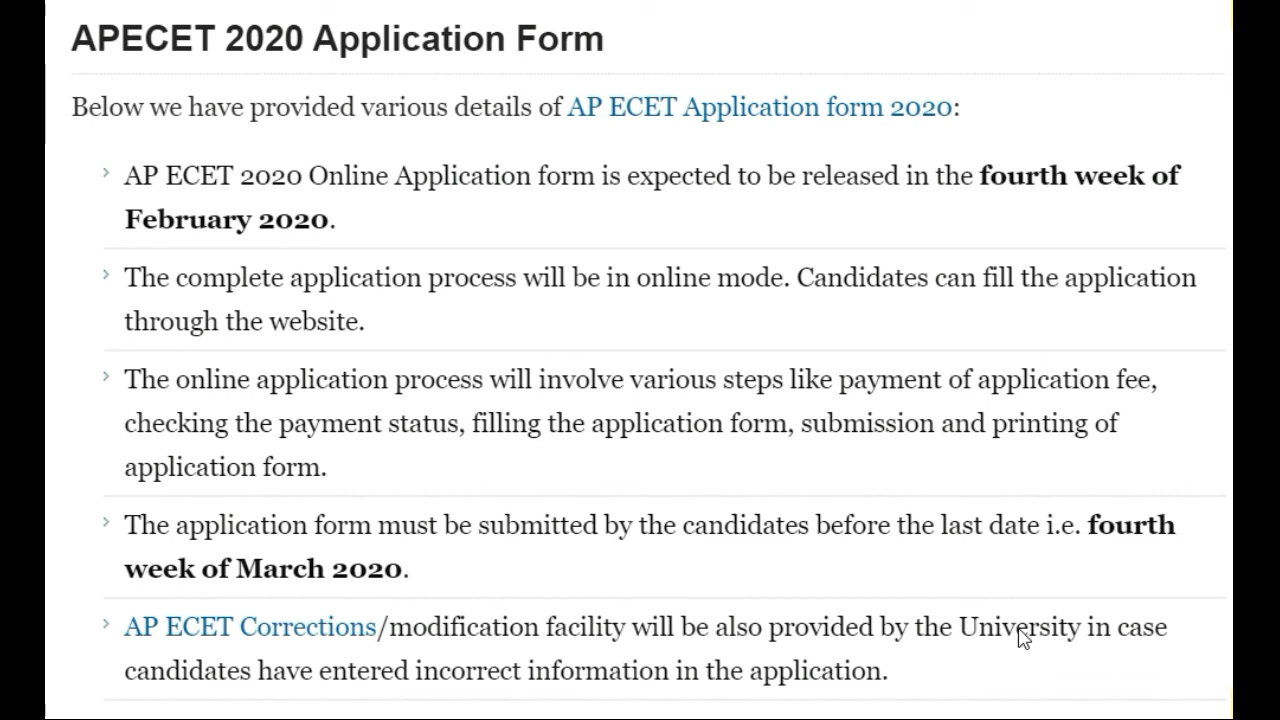 APECET 2020 Application Form
Below we have provided various details of AP ECET Application form 2020:
AP ECET 2020 Online Application form is expected to be released in the fourth week of
February 2020.
The complete application process will be in online mode. Candidates can fill the application
through the website.
The online application process will involve various steps like payment of application fee,
checking the payment status, filling the application form, submission and printing of
application form.
The application form must be submitted by the candidates before the last date i.e. fourth
week of March 2020.
AP ECET Corrections/modification facility will be also provided by the University in case
candidates have entered incorrect information in the application.